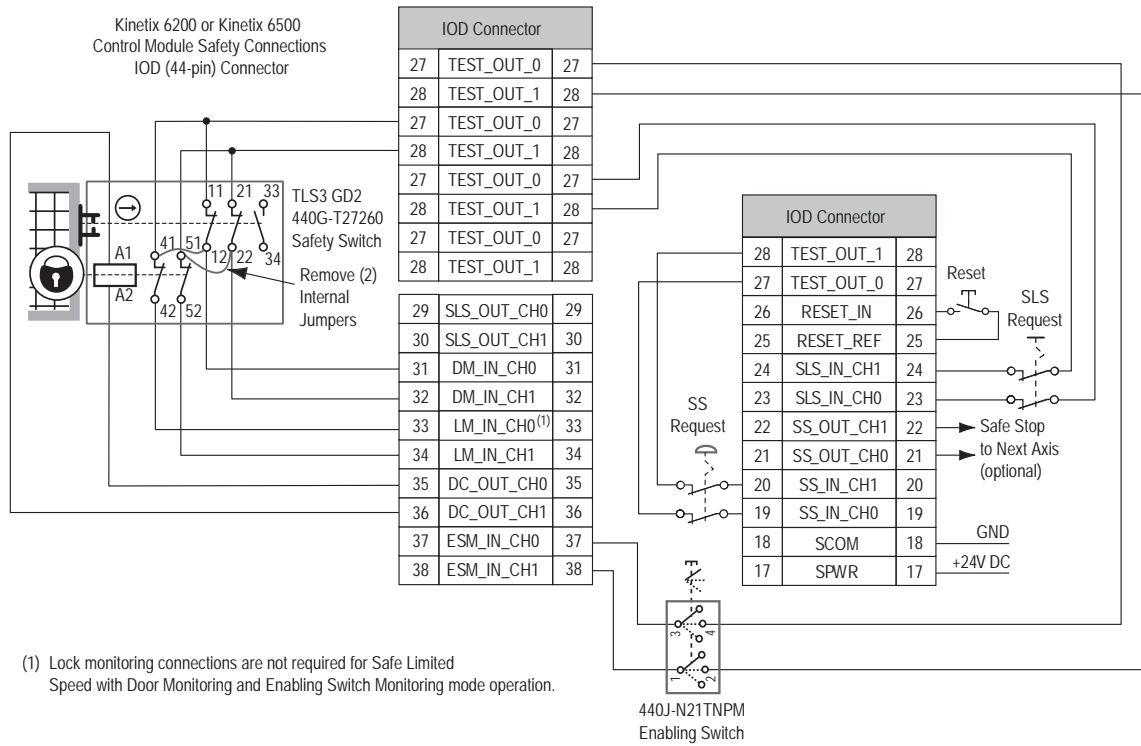 Kinetix 6200 or Kinetix 6500
Control Module Safety Connections
IOD (44-pin) Connector
IOD Connector
27 TEST_OUT_0 27
28 TEST_OUT_1 28
27 TEST_OUT_0 27
28 TEST_OUT_1 28
27 TEST_OUT_0 27
28 TEST_OUT_1 28
27 TEST_OUT_0 27
28 TEST_OUT_1 28
29 SLS_OUT_CH0 29
30 SLS_OUT_CH1 30
31 DM_IN_CH0 31
32 DM_IN_CH1 32
33 LM_IN_CH0(1) 33
34 LM_IN_CH1 34
35 DC_OUT_CH0 35
36 DC_OUT_CH1 36
37 ESM_IN_CH0 37
38 ESM_IN_CH1 38
11 21 33
12 22 34
41 51
42 52
A1
A2
TLS3 GD2
440G-T27260
Safety Switch
Remove (2)
Internal
Jumpers
IOD Connector
28 TEST_OUT_1 28
27 TEST_OUT_0 27
26 RESET_IN 26
25 RESET_REF 25
24 SLS_IN_CH1 24
23 SLS_IN_CH0 23
22 SS_OUT_CH1 22
21 SS_OUT_CH0 21
20 SS_IN_CH1 20
19 SS_IN_CH0 19
18 SCOM 18
17 SPWR 17
Reset
SLS
Request
SS
Request
Safe Stop
to Next Axis
(optional)
GND
+24V DC
3 4
1 2
440J-N21TNPM
Enabling Switch
(1) Lock monitoring connections are not required for Safe Limited
Speed with Door Monitoring and Enabling Switch Monitoring mode operation.